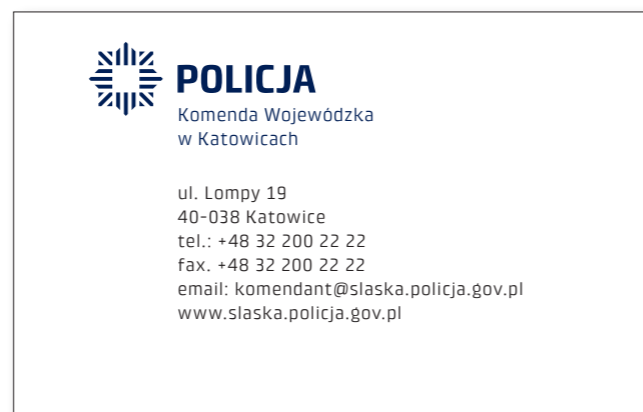 POLICJA
Komenda Wojewódzka
w Katowicach
ul. Lompy 19
40-038 Katowice
tel.: +48 32 200 22 22
fax. +48 32 200 22 22
email: komendant@slaska.policja.gov.pl
www.slaska.policja.gov.pl